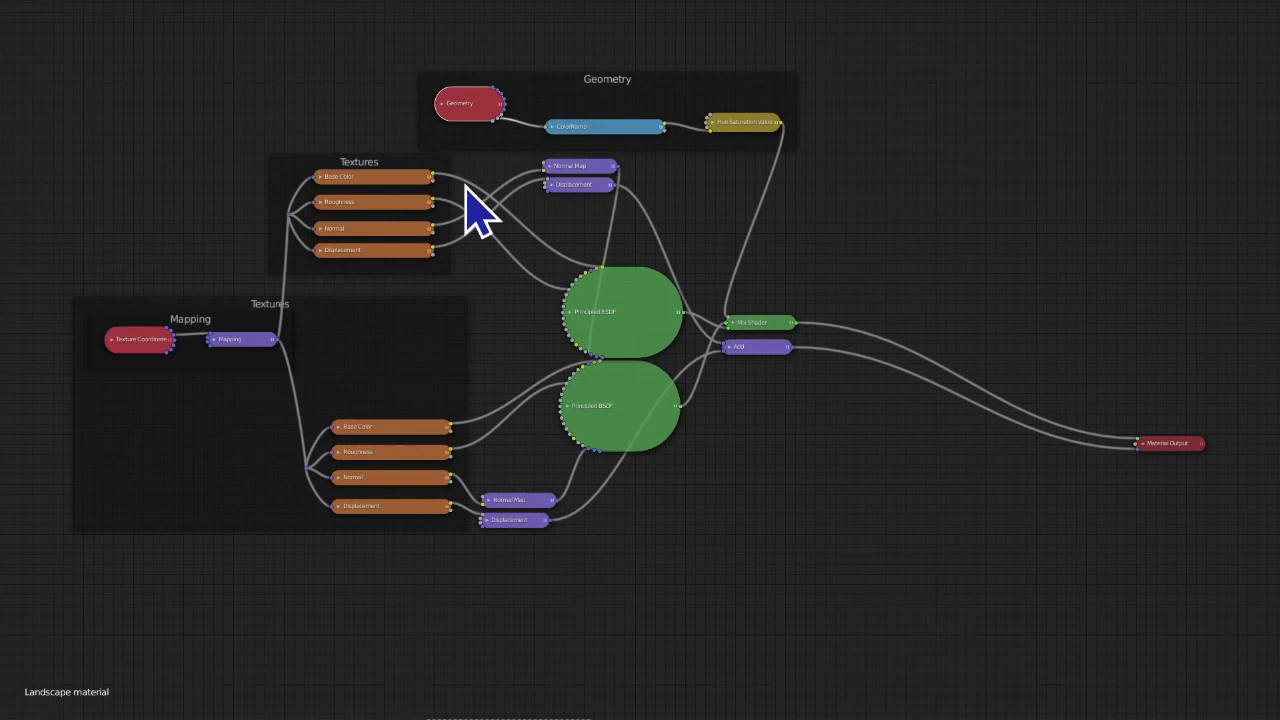 Geometry
Geometry
ColorRamp
Hue Saturation Value
Textures
Base Color
Roughness
Normal
Displacement
Normal Map
Displacement
Textures
Mapping
Texture Coordinate
Mapping
Principled BSDF
Mix Shader
Add
Principled BSDF
Base Color
Roughness
Normal
Displacement
Normal Map
Displacement
Material Output
Landscape material